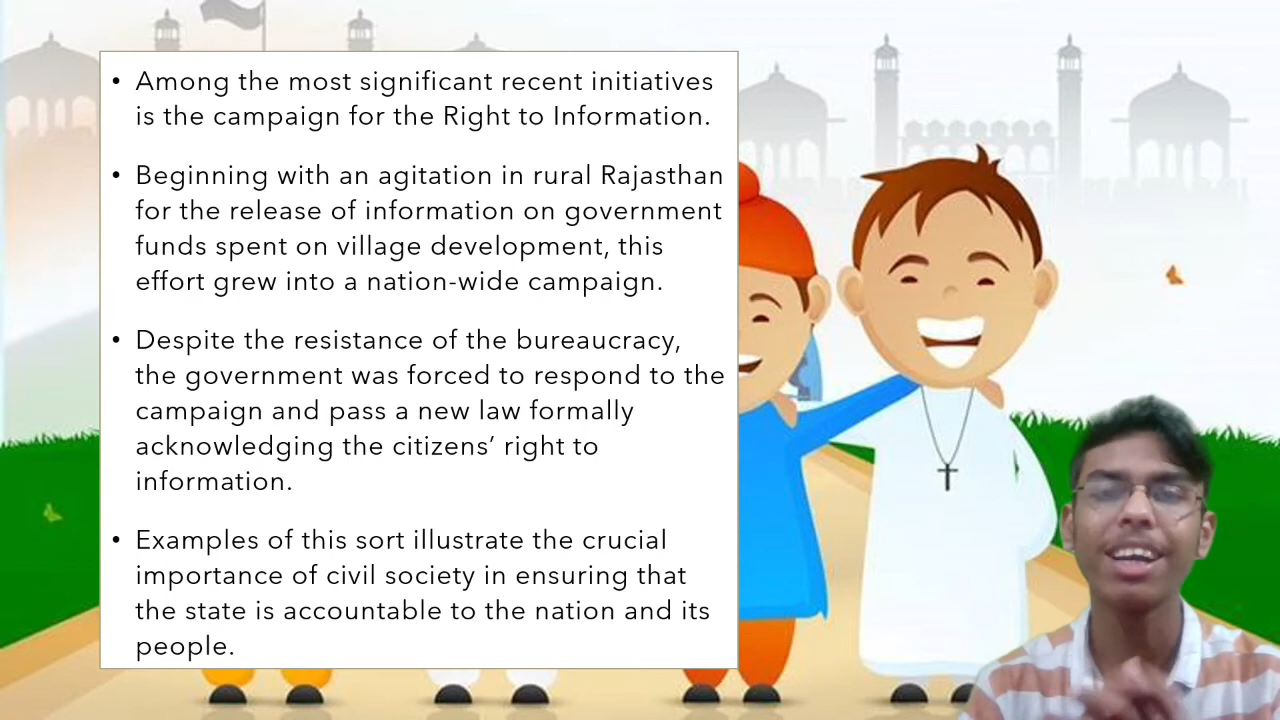 • Among the most significant recent initiatives
is the campaign for the Right to Information.
• Beginning with an agitation in rural Rajasthan
for the release of information on government
funds spent on village development, this
effort grew into a nation-wide campaign.
• Despite the resistance of the bureaucracy,
the government was forced to respond to the
campaign and pass a new law formally
acknowledging the citizens’ right to
information.
• Examples of this sort illustrate the crucial
importance of civil society in ensuring that
the state is accountable to the nation and its
people.